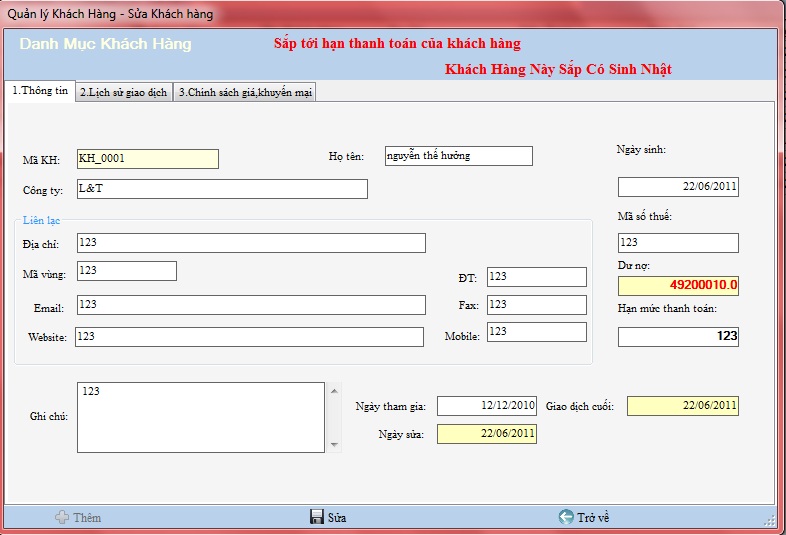 Quản lý Khách Hàng - Sửa Khách hàng
Danh Mục Khách Hàng
Sắp tới hạn thanh toán của khách hàng
Khách Hàng Này Sắp Có Sinh Nhật
1.Thông tin 2.Lịch sử giao dịch 3.Chính sách giá,khuyến mại
Mã KH: KH_0001 Họ tên: nguyễn thế hưởng Ngày sinh:
Công ty: L&T 22/06/2011
Liên lạc Mã số thuế:
Địa chỉ: 123 123
Mã vùng: 123 ĐT: 123 Dư nợ:
49200010.0
Email: 123 Fax: 123 Hạn mức thanh toán:
Website: 123 Mobile: 123 123
Ghi chú: 123
Ngày tham gia: 12/12/2010 Giao dịch cuối: 22/06/2011
Ngày sửa: 22/06/2011
Thêm Sửa Trở về